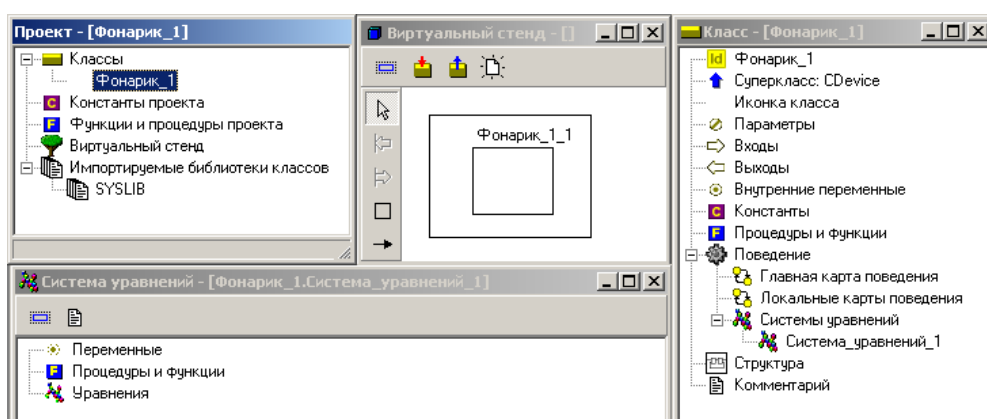 Проект - [Фонарик_1]
Классы
Фонарик_1
C Константы проекта
F Функции и процедуры проекта
Виртуальный стенд
Импортируемые библиотеки классов
SYSLIB
Виртуальный стенд - []
Фонарик_1_1
Класс - [Фонарик_1]
Id Фонарик_1
Суперкласс: CDevice
Иконка класса
Параметры
Входы
Выходы
Внутренние переменные
C Константы
F Процедуры и функции
Поведение
Главная карта поведения
Локальные карты поведения
Системы уравнений
Система_уравнений_1
Структура
Комментарий
Система уравнений - [Фонарик_1.Система_уравнений_1]
Переменные
F Процедуры и функции
Уравнения